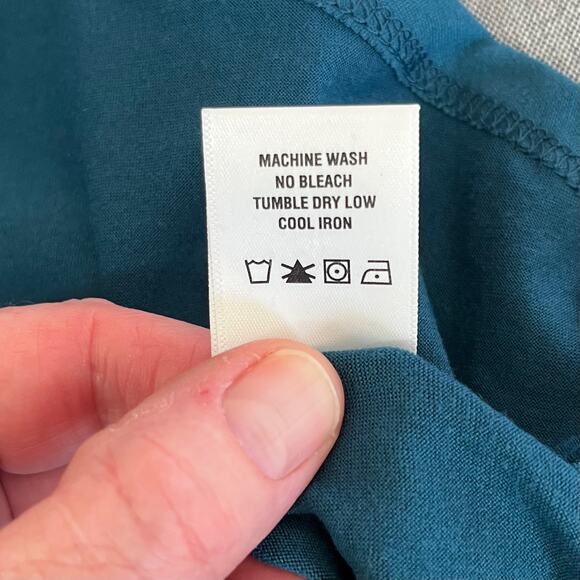 MACHINE WASH
NO BLEACH
TUMBLE DRY LOW
COOL IRON